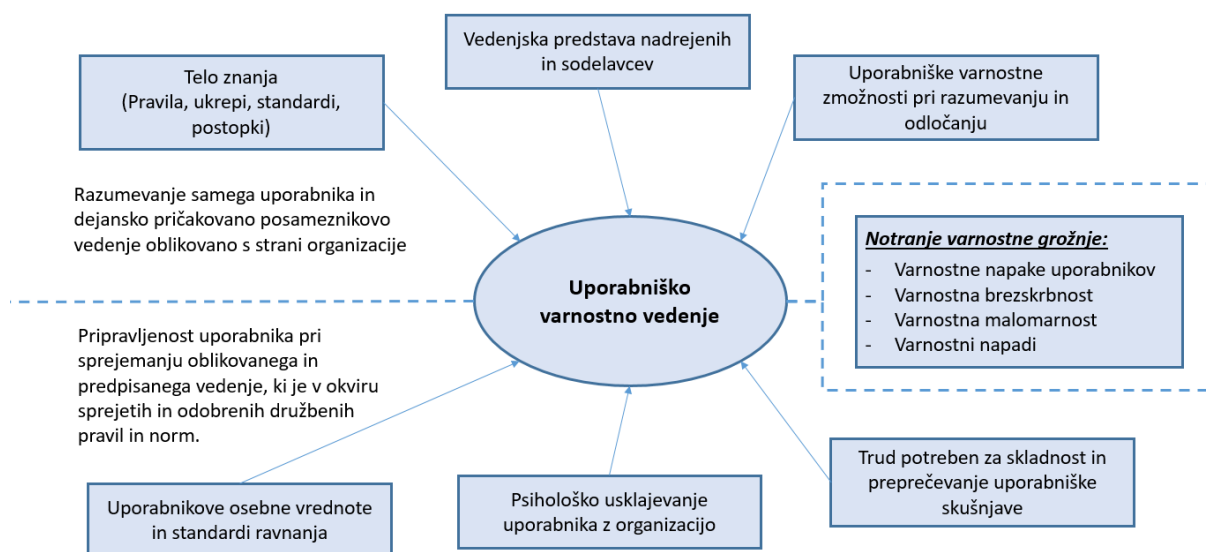 Vedenjska predstava nadrejenih
in sodelavcev
Telo znanja
(Pravila, ukrepi, standardi,
postopki)
Uporabniške varnostne
zmožnosti pri razumevanju in
odločanju
Razumevanje samega uporabnika in
dejansko pričakovano posameznikovo
vedenje oblikovano s strani organizacije
Uporabniško
varnostno vedenje
Notranje varnostne grožnje:
- Varnostne napake uporabnikov
- Varnostna brezskrbnost
- Varnostna malomarnost
- Varnostni napadi
Pripravljenost uporabnika pri
sprejemanju oblikovanega in
predpisanega vedenje, ki je v okviru
sprejetih in odobrenih družbenih
pravil in norm.
Uporabnikove osebne vrednote
in standardi ravnanja
Psihološko usklajevanje
uporabnika z organizacijo
Trud potreben za skladnost in
preprečevanje uporabniške
skušnjave